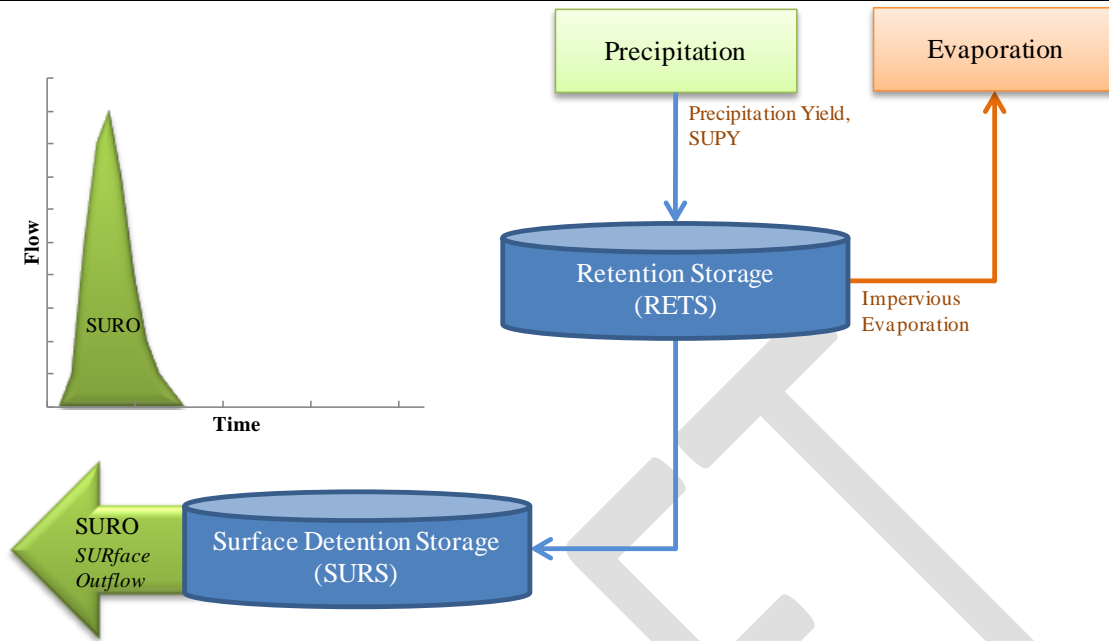 Precipitation
Evaporation
Precipitation Yield,
SUPY
Flow
SURO
Time
Retention Storage
(RETS)
Impervious
Evaporation
SURO
SURface
Outflow
Surface Detention Storage
(SURS)